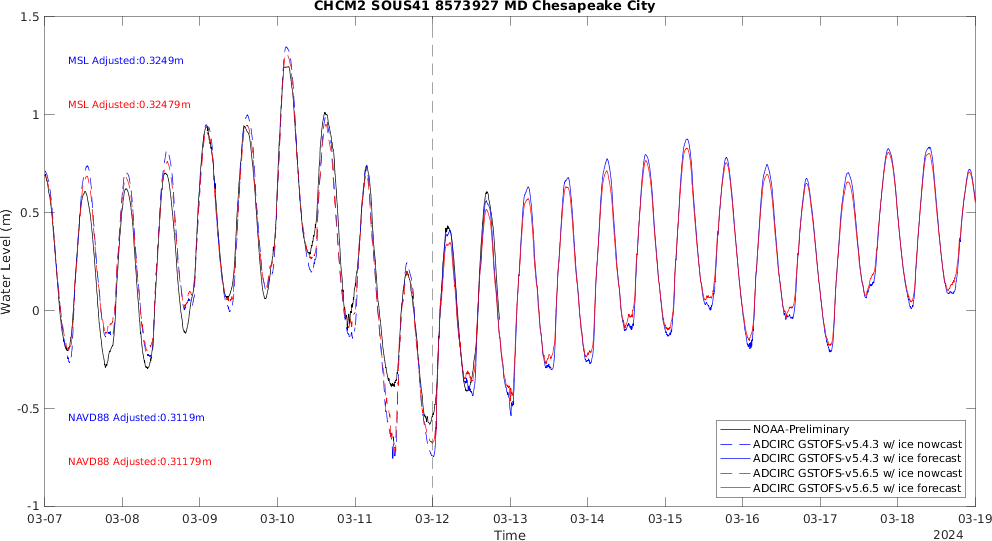 CHCM2 SOUS41 8573927 MD Chesapeake City
1.5
1
0.5
0
-0.5
-1
Water Level (m)
MSL Adjusted:0.3249m
MSL Adjusted:0.32479m
NAVD88 Adjusted:0.3119m
NAVD88 Adjusted:0.31179m
NOAA-Preliminary
ADCIRC GSTOFS-v5.4.3 w/ ice nowcast
ADCIRC GSTOFS-v5.4.3 w/ ice forecast
ADCIRC GSTOFS-v5.6.5 w/ ice nowcast
ADCIRC GSTOFS-v5.6.5 w/ ice forecast
03-07 03-08 03-09 03-10 03-11 03-12 03-13 03-14 03-15 03-16 03-17 03-18 03-19
Time
2024